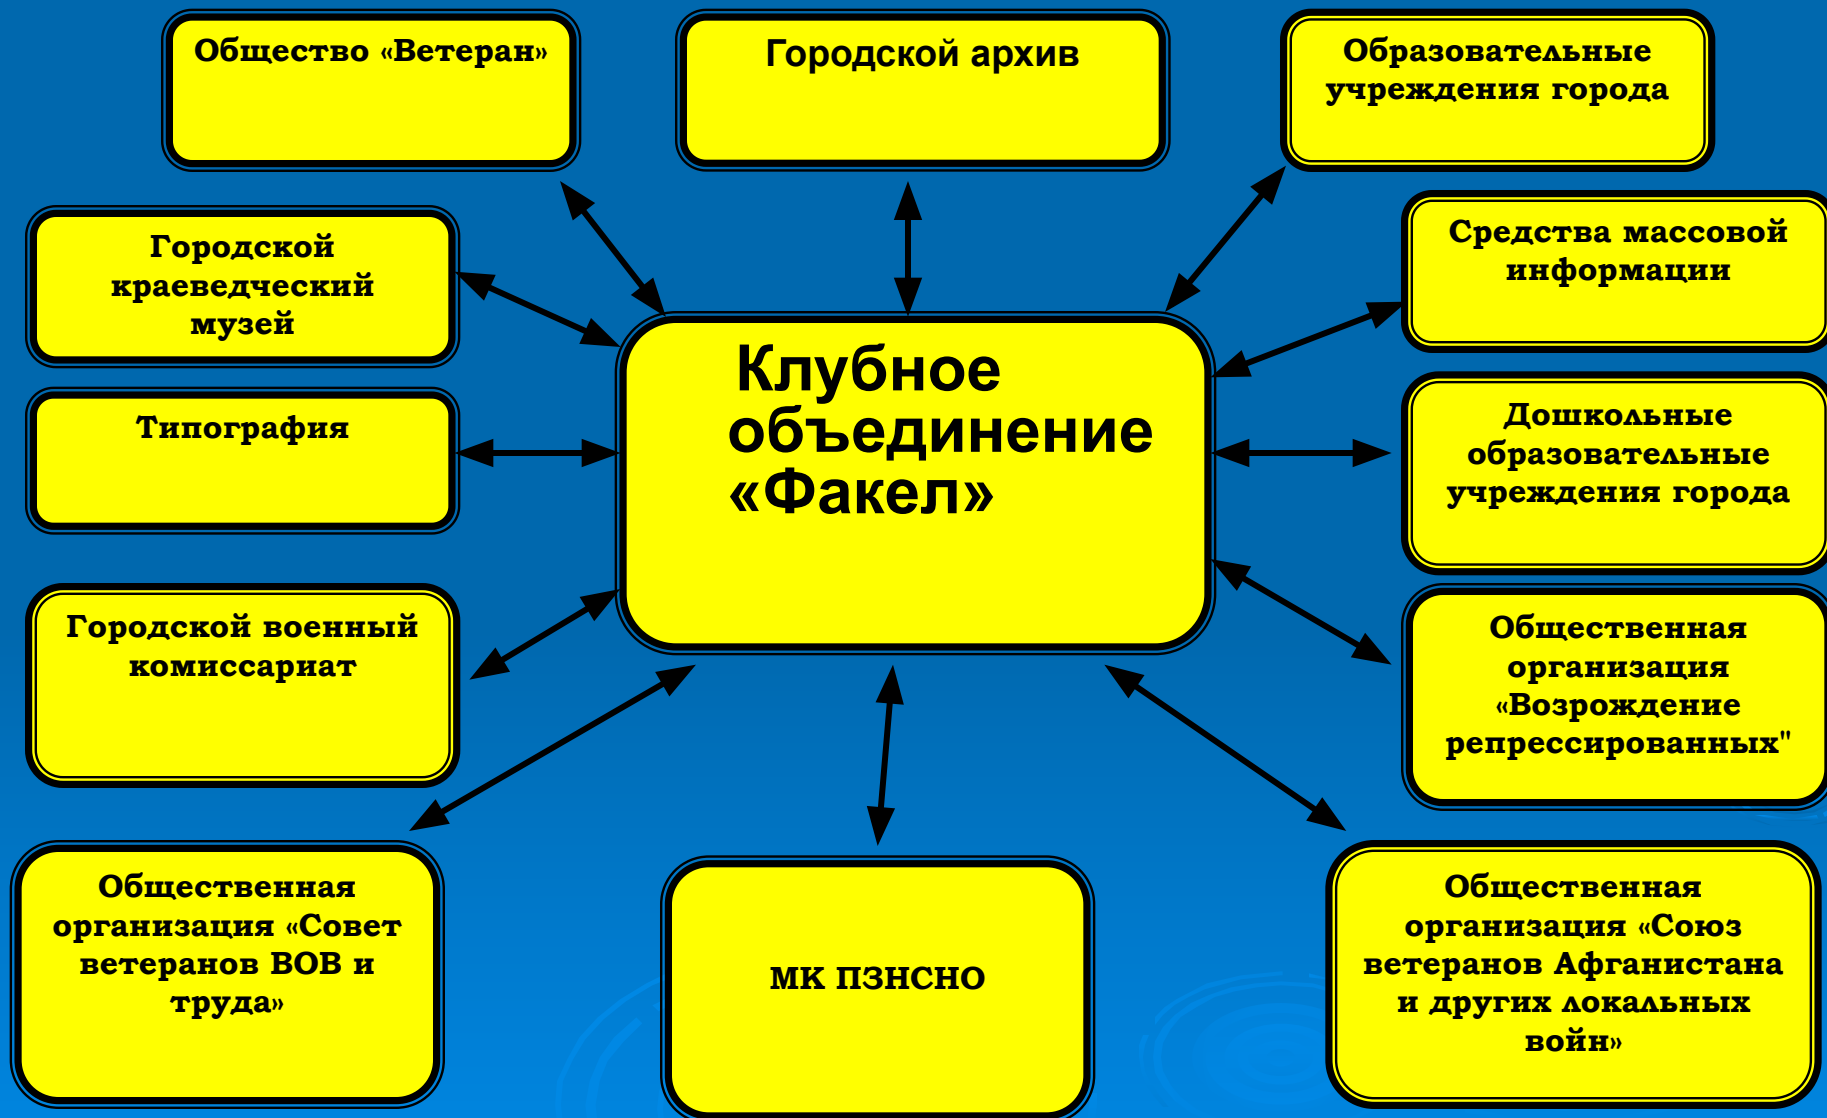 Общество «Ветеран»
Городской архив
Образовательные
учреждения города
Городской
краеведческий
музей
Средства массовой
информации
Клубное
объединение
«Факел»
Типография
Дошкольные
образовательные
учреждения города
Городской военный
комиссариат
Общественная
организация
«Возрождение
репрессированных"
Общественная
организация «Совет
ветеранов ВОВ и
труда»
МК ПЗНСНО
Общественная
организация «Союз
ветеранов Афганистана
и других локальных
войн»